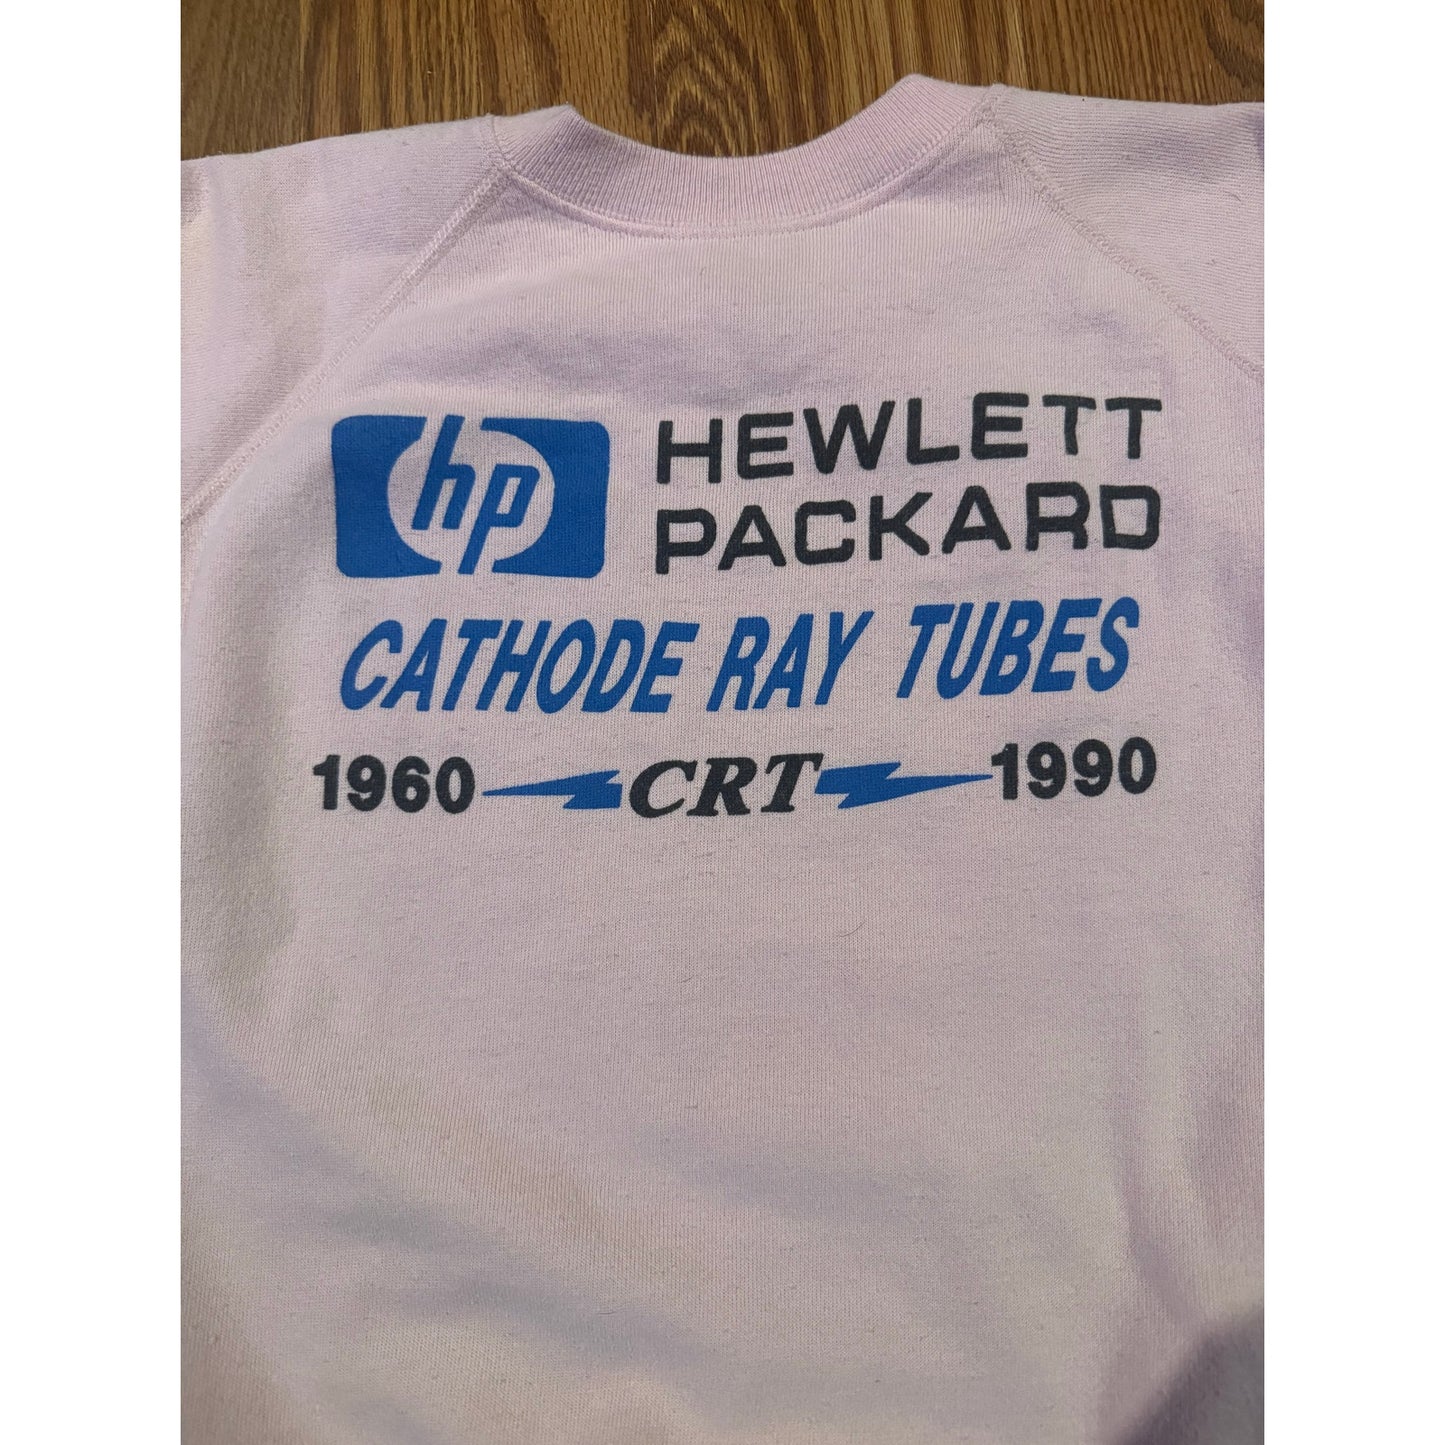 hp HEWLETT
PACKARD
CATHODE RAY TUBES
1960 CRT 1990